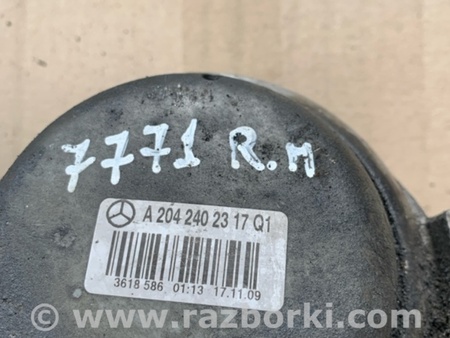 7771 R.M
A 204 240 23 17 Q1
3618 586 01:13 17.11.09
www.razborki.com